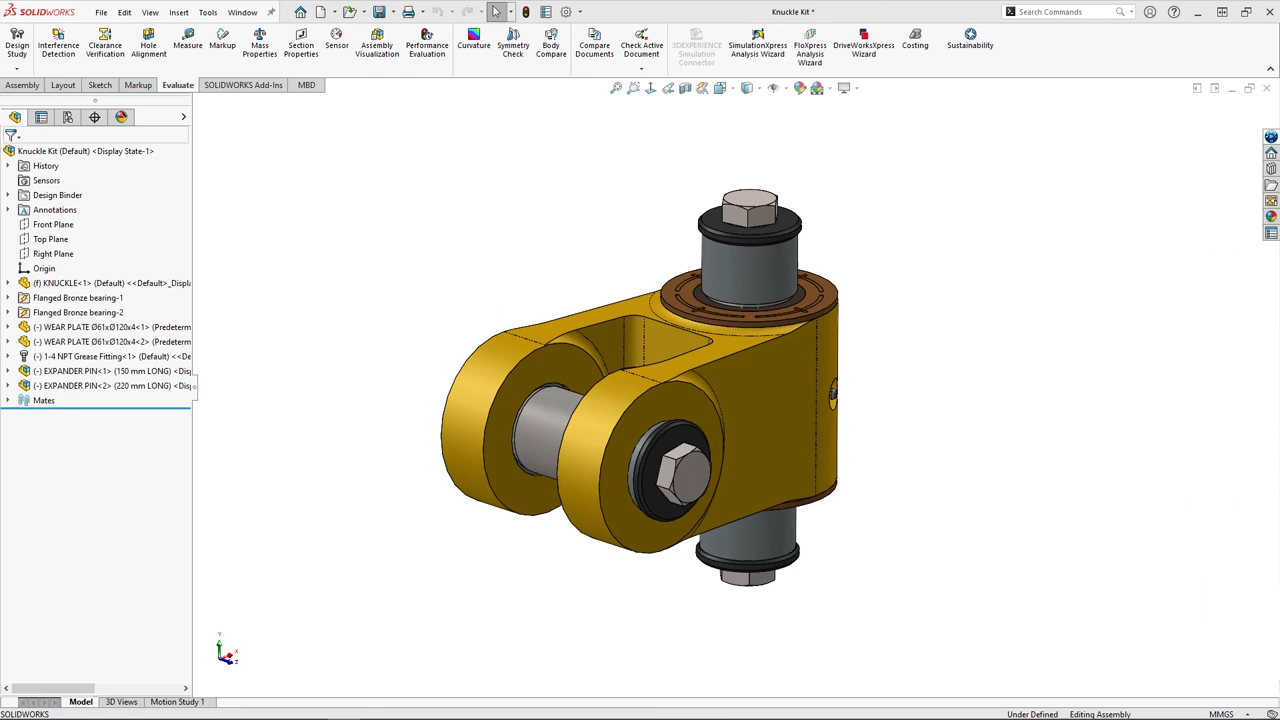 SOLIDWORKS File Edit View Insert Tools Window Knuckle Kit * Search Commands
Design Study Interference Detection Clearance Verification Hole Alignment Measure Markup Mass Properties Section Properties Sensor Assembly Visualization Performance Evaluation Curvature Symmetry Check Body Compare Compare Documents Check Active Document 3DEXPERIENCE Simulation Connector SimulationXpress Analysis Wizard FloXpress Analysis Wizard DriveWorksXpress Wizard Costing Sustainability
Assembly Layout Sketch Markup Evaluate SOLIDWORKS Add-Ins MBD
Knuckle Kit (Default) <Display State-1>
History
Sensors
Design Binder
Annotations
Front Plane
Top Plane
Right Plane
Origin
(f) KNUCKLE<1> (Default) <<Default>_Displa
Flanged Bronze bearing-1
Flanged Bronze bearing-2
(-) WEAR PLATE Ø61xØ120x4<1> (Predeterm
(-) WEAR PLATE Ø61xØ120x4<2> (Predeterm
(-) 1-4 NPT Grease Fitting<1> (Default) <<De
(-) EXPANDER PIN<1> (150 mm LONG) <Disp
(-) EXPANDER PIN<2> (220 mm LONG) <Disp
Mates
Y
X
Z
Model 3D Views Motion Study 1
SOLIDWORKS Under Defined Editing Assembly MMGS